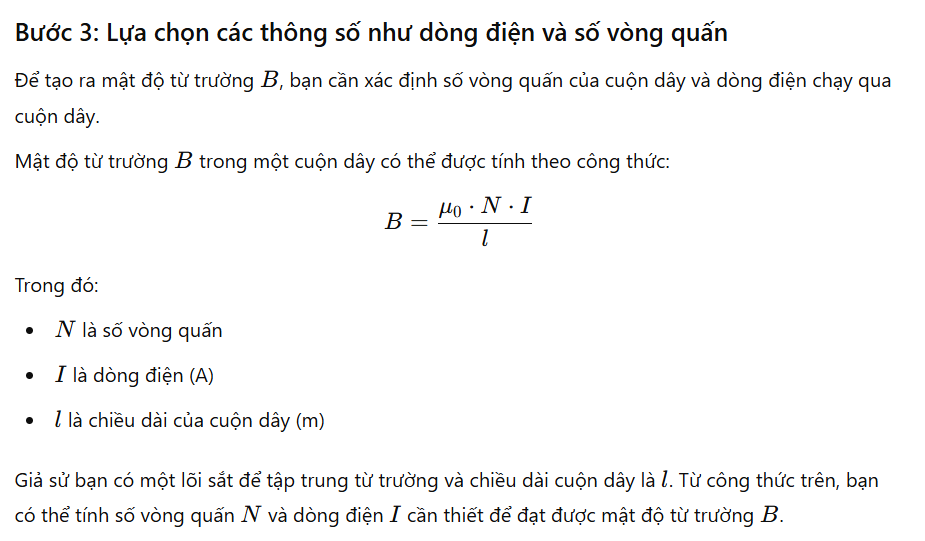 Bước 3: Lựa chọn các thông số như dòng điện và số vòng quấn
Để tạo ra mật độ từ trường B, bạn cần xác định số vòng quấn của cuộn dây và dòng điện chạy qua
cuộn dây.
Mật độ từ trường B trong một cuộn dây có thể được tính theo công thức:
B = \frac{\mu_0 \cdot N \cdot I}{l}
Trong đó:
• N là số vòng quấn
• I là dòng điện (A)
• l là chiều dài của cuộn dây (m)
Giả sử bạn có một lõi sắt để tập trung từ trường và chiều dài cuộn dây là l. Từ công thức trên, bạn
có thể tính số vòng quấn N và dòng điện I cần thiết để đạt được mật độ từ trường B.